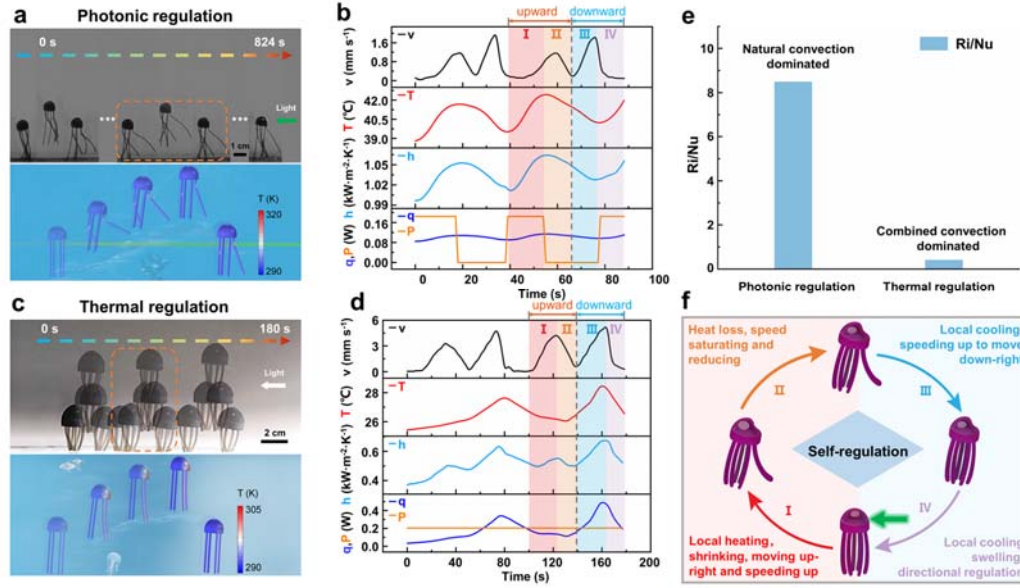 a
Photonic regulation
0 s
824 s
Light
1 cm
T (K)
320
290
b
upward
downward
I
II
III
IV
v
v (mm s⁻¹)
1.6
0.8
0.0
T
T (℃)
42.0
40.5
39.0
h
h (kW·m⁻²·K⁻¹)
1.05
1.02
0.99
q
P
q,P (W)
0.16
0.08
0.00
0
20
40
60
80
100
Time (s)
c
Thermal regulation
0 s
180 s
Light
2 cm
T (K)
305
290
d
upward
downward
I
II
III
IV
v
v (mm s⁻¹)
6
3
0
T
T (℃)
28
26
h
h (kW·m⁻²·K⁻¹)
0.6
0.4
q
P
q,P (W)
0.4
0.2
0.0
0
40
80
120
160
200
Time (s)
e
Ri/Nu
Natural convection
dominated
Combined convection
dominated
Ri/Nu
10
8
6
4
2
0
Photonic regulation
Thermal regulation
f
Heat loss, speed
saturating and
reducing
Local cooling,
speeding up to move
down-right
II
III
Self-regulation
I
IV
Local heating,
shrinking, moving up-
right and speeding up
Local cooling,
swelling,
directional regulation